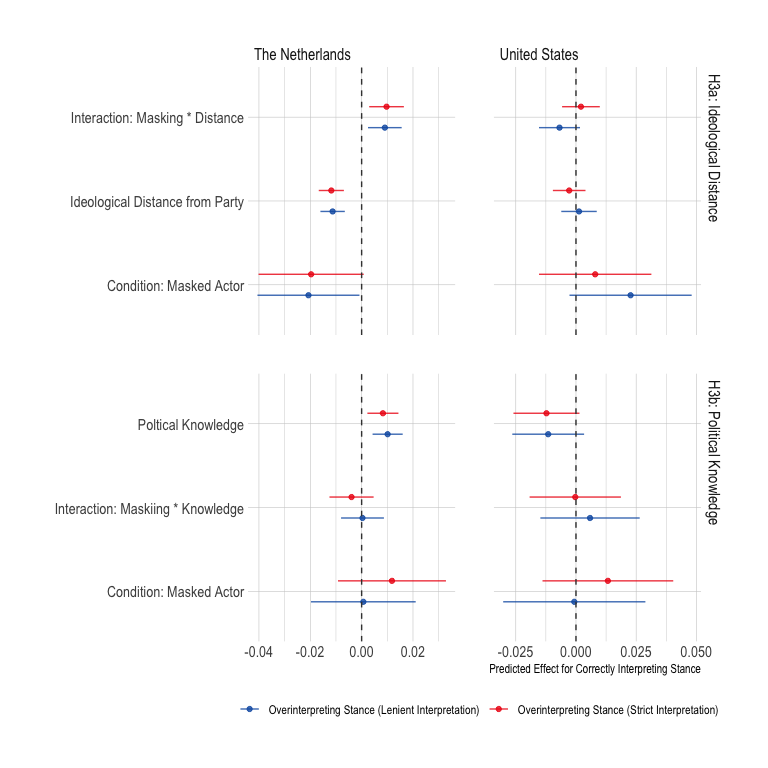 The Netherlands
United States
H3a: Ideological Distance
Interaction: Masking * Distance
Ideological Distance from Party
Condition: Masked Actor
H3b: Political Knowledge
Poltical Knowledge
Interaction: Maskiing * Knowledge
Condition: Masked Actor
-0.04 -0.02 0.00 0.02
-0.025 0.000 0.025 0.050
Predicted Effect for Correctly Interpreting Stance
Overinterpreting Stance (Lenient Interpretation) Overinterpreting Stance (Strict Interpretation)